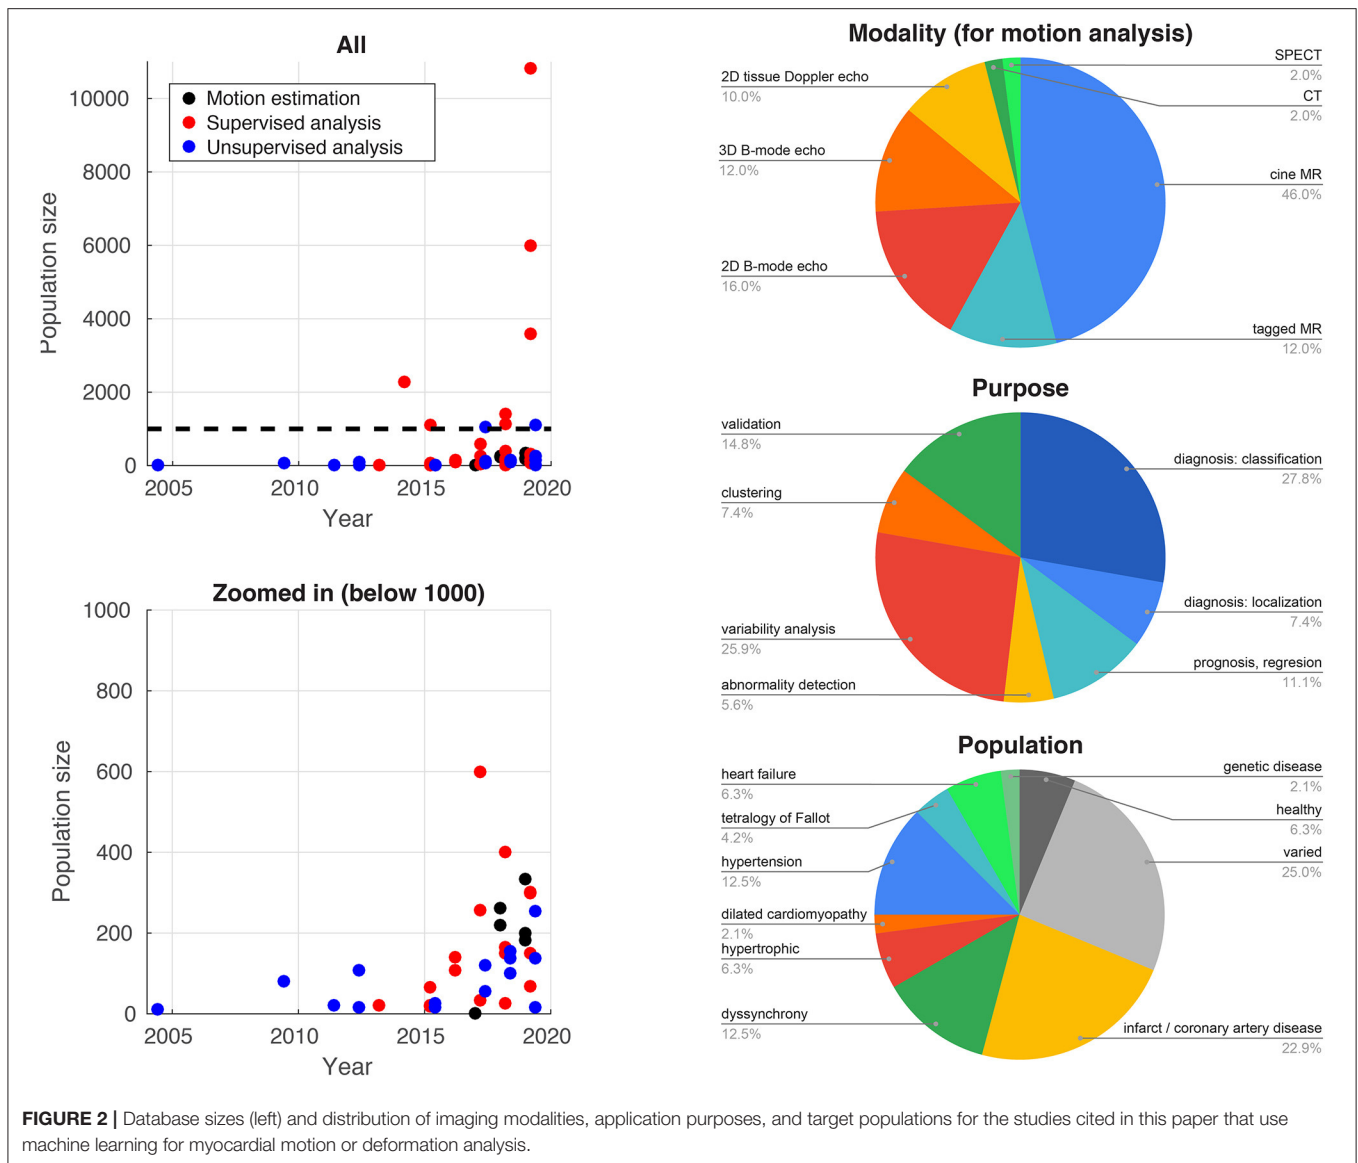 All
10000
8000
6000
4000
2000
0
2005
2010
2015
2020
Population size
Year
Motion estimation
Supervised analysis
Unsupervised analysis
Zoomed in (below 1000)
1000
800
600
400
200
0
2005
2010
2015
2020
Population size
Year
Modality (for motion analysis)
2D tissue Doppler echo
10.0%
3D B-mode echo
12.0%
2D B-mode echo
16.0%
SPECT
2.0%
CT
2.0%
cine MR
46.0%
tagged MR
12.0%
Purpose
validation
14.8%
clustering
7.4%
variability analysis
25.9%
abnormality detection
5.6%
diagnosis: classification
27.8%
diagnosis: localization
7.4%
prognosis, regresion
11.1%
Population
heart failure
6.3%
tetralogy of Fallot
4.2%
hypertension
12.5%
dilated cardiomyopathy
2.1%
hypertrophic
6.3%
dyssynchrony
12.5%
genetic disease
2.1%
healthy
6.3%
varied
25.0%
infarct / coronary artery disease
22.9%
FIGURE 2 | Database sizes (left) and distribution of imaging modalities, application purposes, and target populations for the studies cited in this paper that use
machine learning for myocardial motion or deformation analysis.